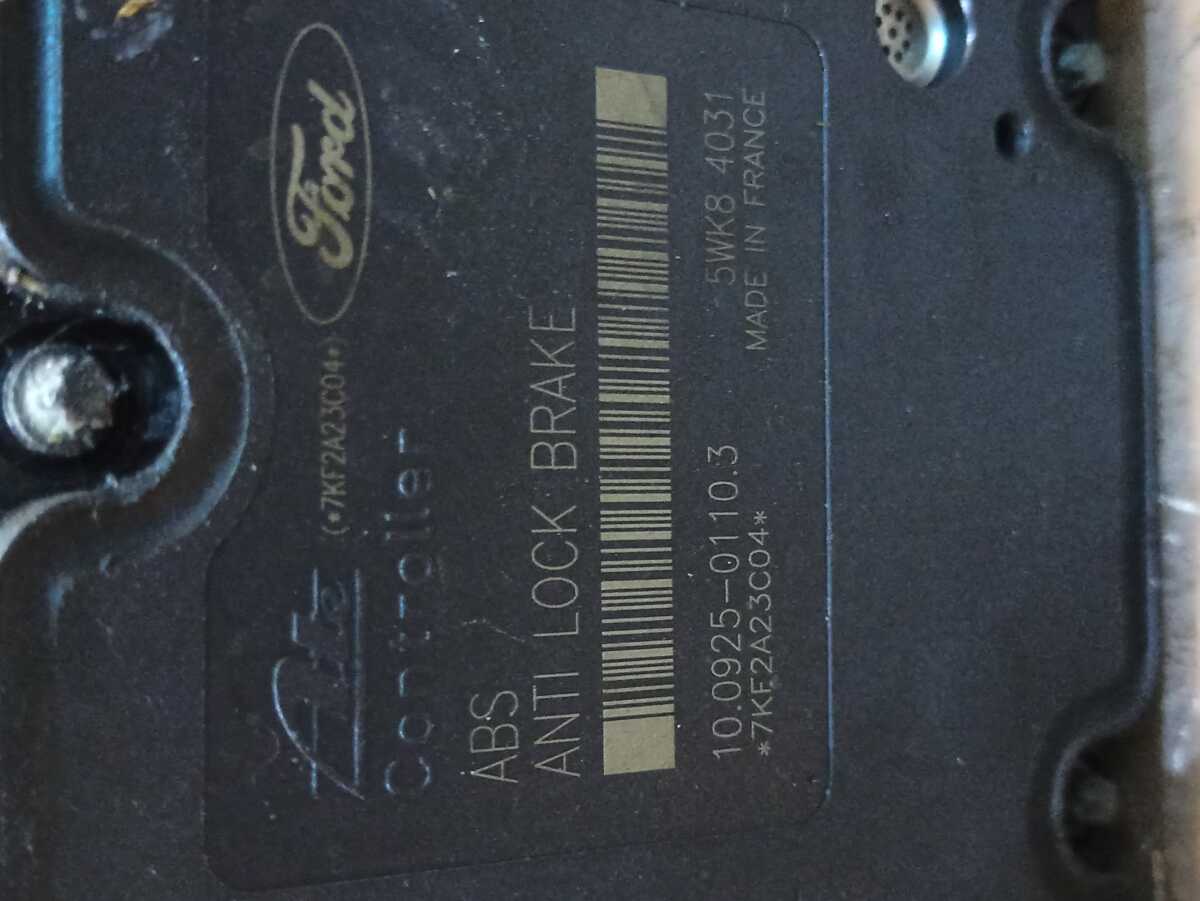 Ate
Controller
(*7KF2A23C04*)
Ford
ABS
ANTI LOCK BRAKE
10.0925-0110.3
5WK8 4031
*7KF2A23C04*
MADE IN FRANCE